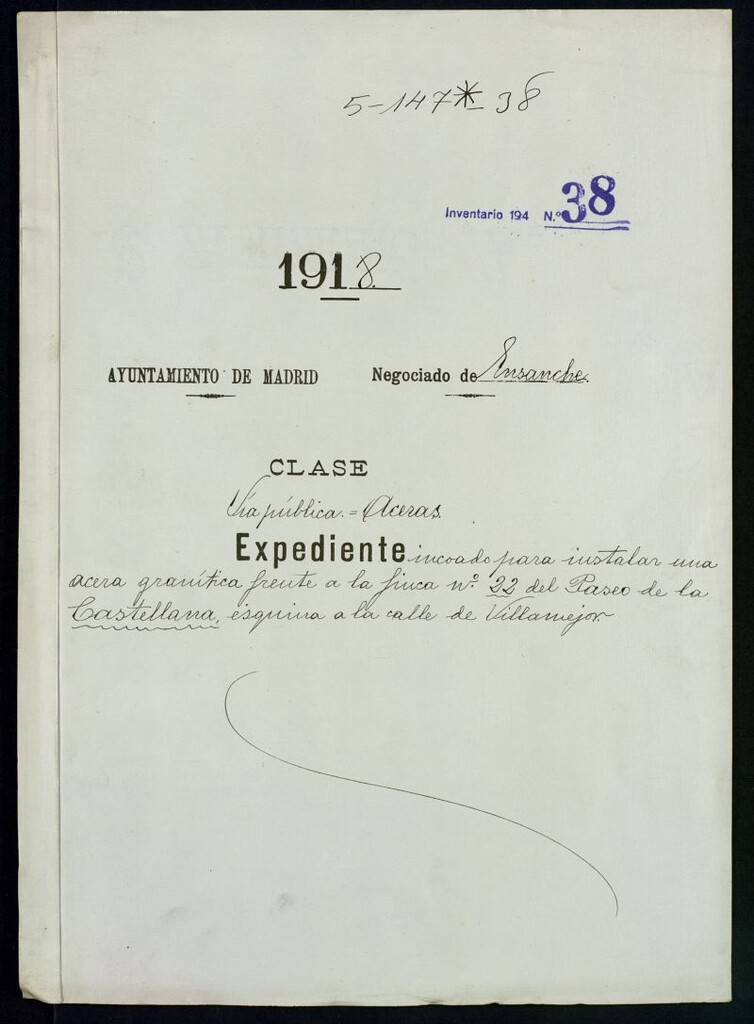 5-147*-38
Inventario 194 N.º 38
1918.
AYUNTAMIENTO DE MADRID Negociado de Ensanche.
CLASE
Vía pública.=Aceras.
Expediente incoado para instalar una
acera granítica frente a la finca nº. 22 del Paseo de la
Castellana, esquina a la calle de Villamejor.